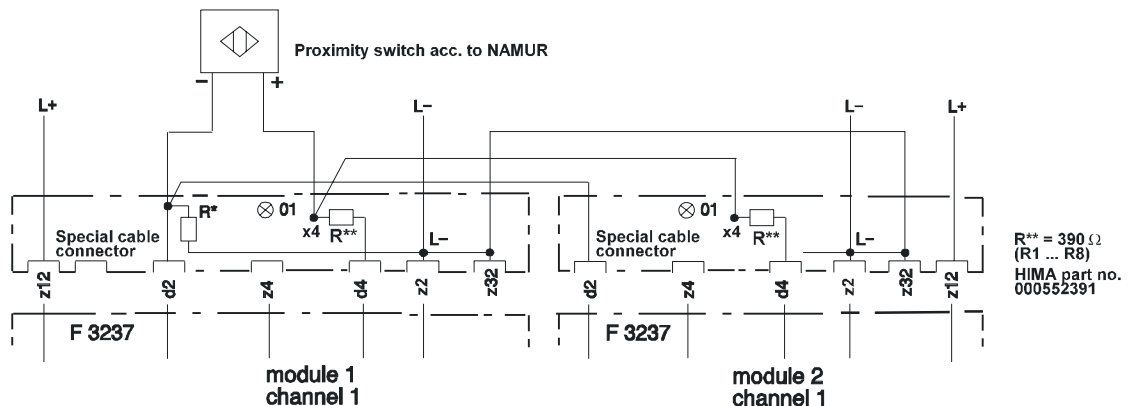 Proximity switch acc. to NAMUR
− +
L+ L− L− L+
R* 01 x4 R** L−
Special cable
connector
z12 d2 z4 d4 z2 z32
F 3237
module 1
channel 1
01 x4 R** L−
Special cable
connector
d2 z4 d4 z2 z32 z12
F 3237
module 2
channel 1
R** = 390 Ω
(R1 ... R8)
HIMA part no.
000552391